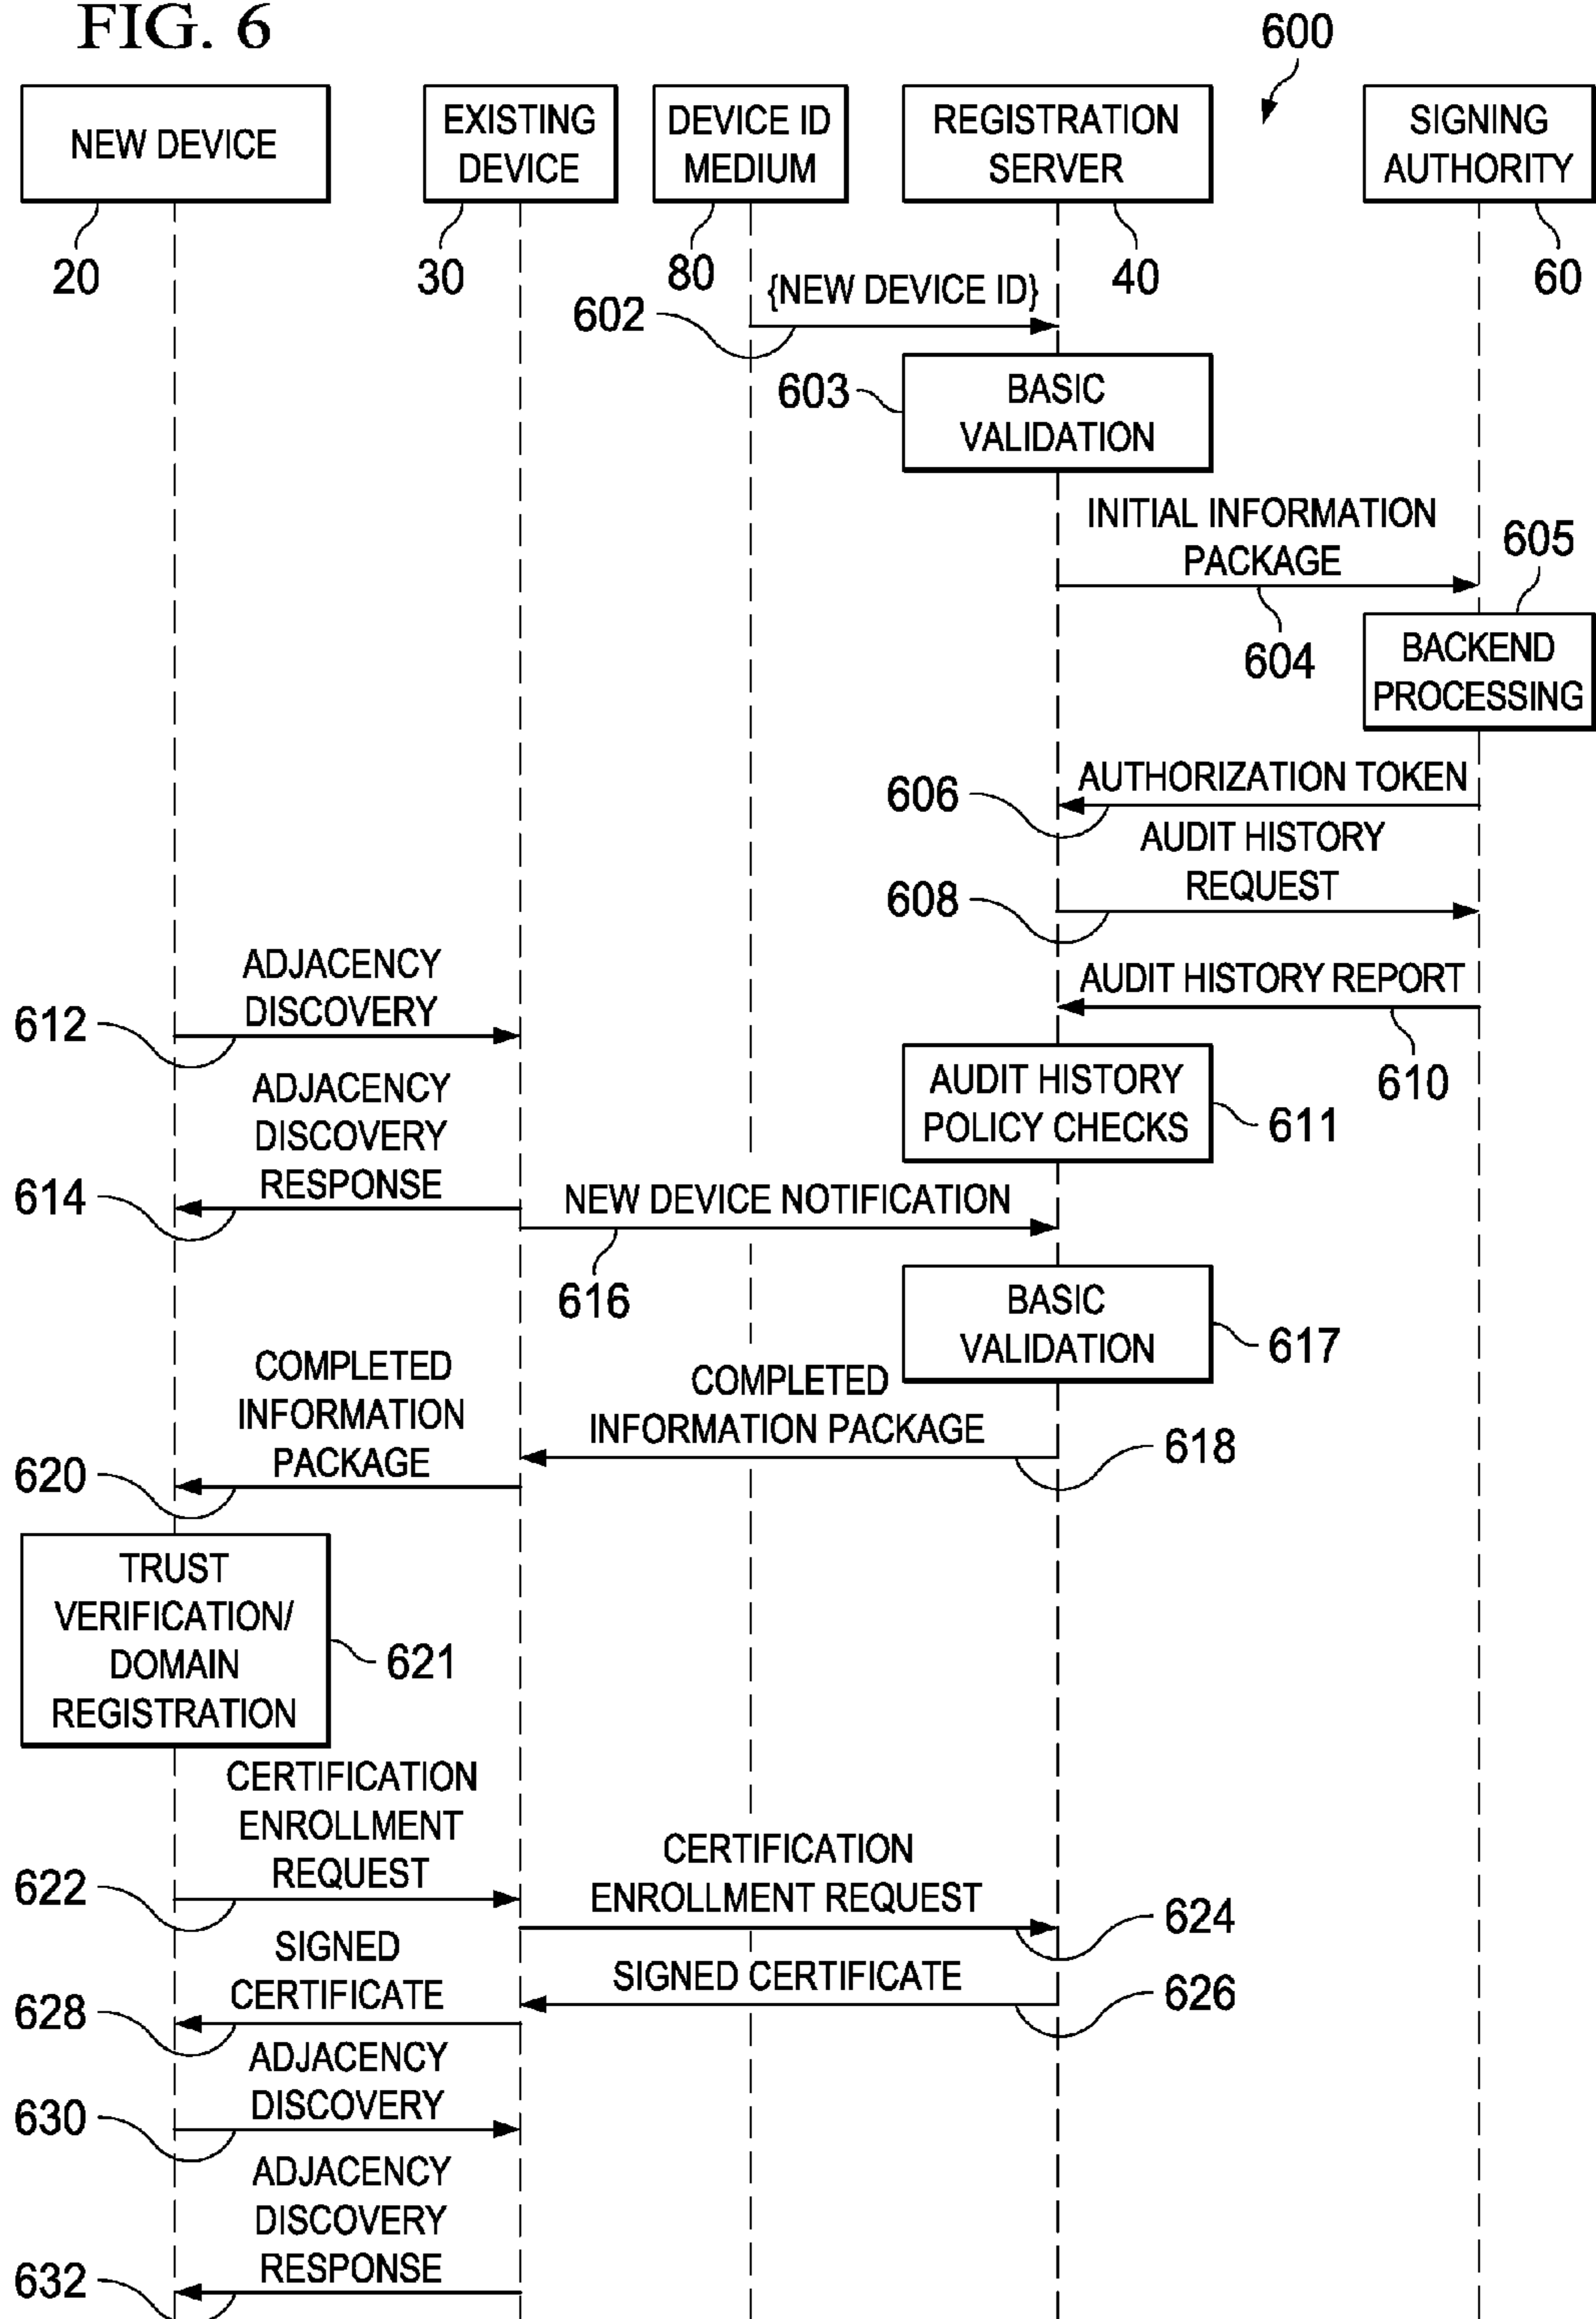 FIG. 6
600
NEW DEVICE
EXISTING
DEVICE
DEVICE ID
MEDIUM
REGISTRATION
SERVER
SIGNING
AUTHORITY
20
30
80
40
60
{NEW DEVICE ID}
602
603
BASIC
VALIDATION
INITIAL INFORMATION
PACKAGE
604
605
BACKEND
PROCESSING
AUTHORIZATION TOKEN
606
AUDIT HISTORY
REQUEST
608
AUDIT HISTORY REPORT
610
ADJACENCY
DISCOVERY
612
AUDIT HISTORY
POLICY CHECKS
611
ADJACENCY
DISCOVERY
RESPONSE
614
NEW DEVICE NOTIFICATION
616
BASIC
VALIDATION
617
COMPLETED
INFORMATION PACKAGE
618
COMPLETED
INFORMATION
PACKAGE
620
TRUST
VERIFICATION/
DOMAIN
REGISTRATION
621
CERTIFICATION
ENROLLMENT
REQUEST
622
CERTIFICATION
ENROLLMENT REQUEST
624
SIGNED CERTIFICATE
626
SIGNED
CERTIFICATE
628
ADJACENCY
DISCOVERY
630
ADJACENCY
DISCOVERY
RESPONSE
632